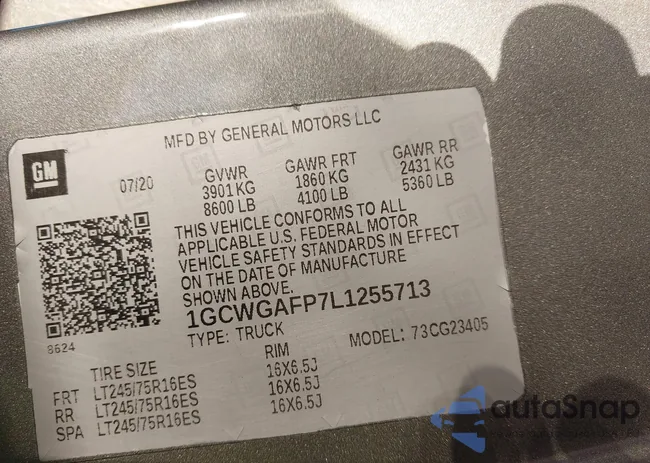 MFD BY GENERAL MOTORS LLC
GM
07/20
GVWR GAWR FRT GAWR RR
3901 KG 1860 KG 2431 KG
8600 LB 4100 LB 5360 LB
THIS VEHICLE CONFORMS TO ALL
APPLICABLE U.S. FEDERAL MOTOR
VEHICLE SAFETY STANDARDS IN EFFECT
ON THE DATE OF MANUFACTURE
SHOWN ABOVE.
1GCWGAFP7L1255713
TYPE: TRUCK MODEL: 73CG23405
8624
TIRE SIZE RIM
FRT LT245/75R16ES 16X6.5J
RR LT245/75R16ES 16X6.5J
SPA LT245/75R16ES 16X6.5J
autoSnap